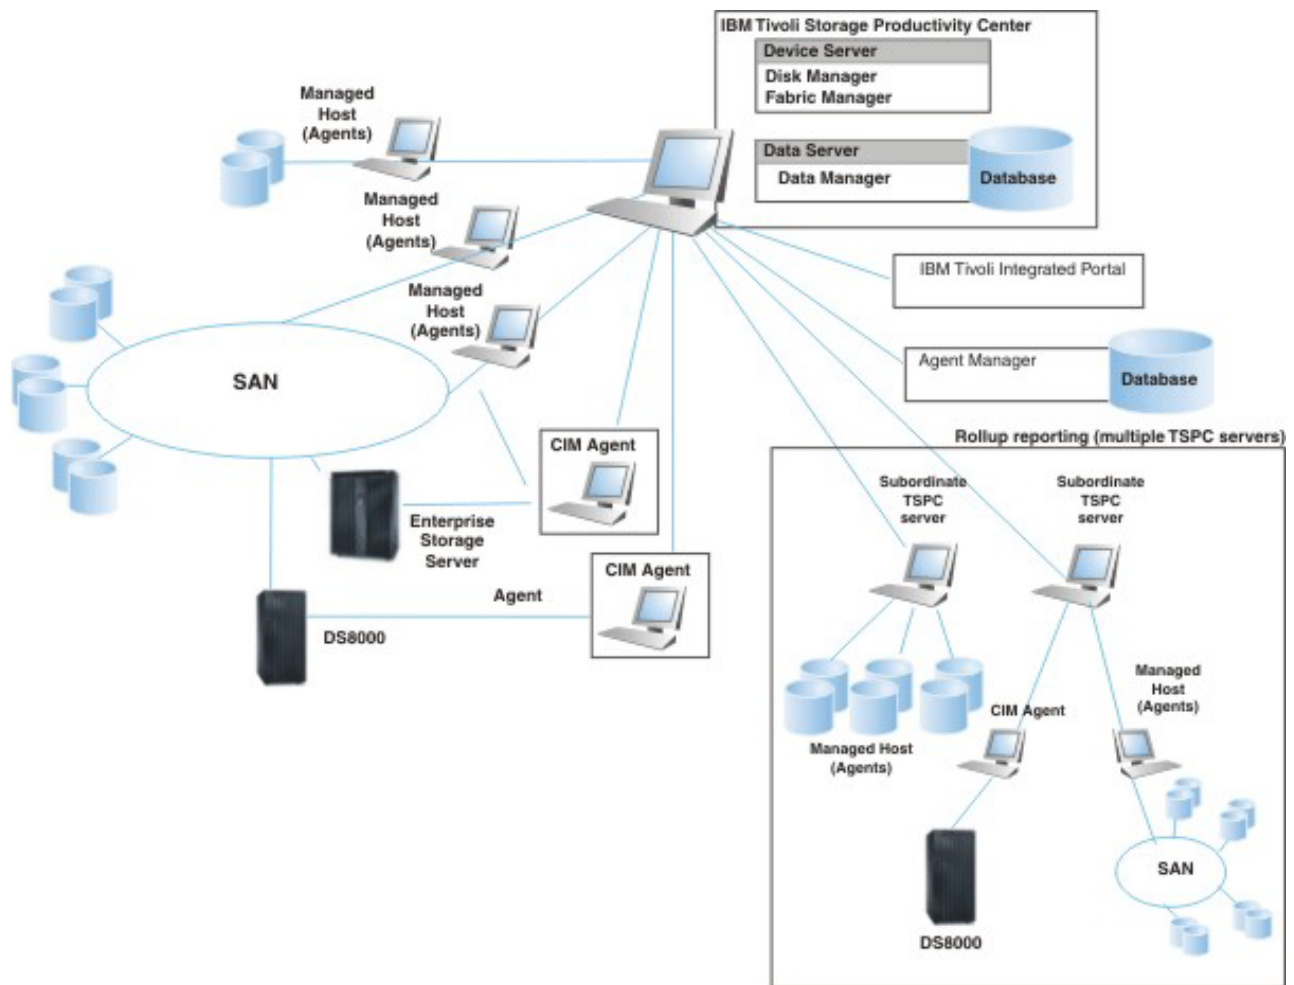 IBM Tivoli Storage Productivity Center
Device Server
Disk Manager
Fabric Manager
Data Server
Data Manager
Database
Managed
Host
(Agents)
Managed
Host
(Agents)
Managed
Host
(Agents)
IBM Tivoli Integrated Portal
Agent Manager
Database
SAN
CIM Agent
Enterprise
Storage
Server
CIM Agent
Agent
DS8000
Rollup reporting (multiple TSPC servers)
Subordinate
TSPC
server
Subordinate
TSPC
server
Managed Host
(Agents)
CIM Agent
Managed
Host
(Agents)
DS8000
SAN